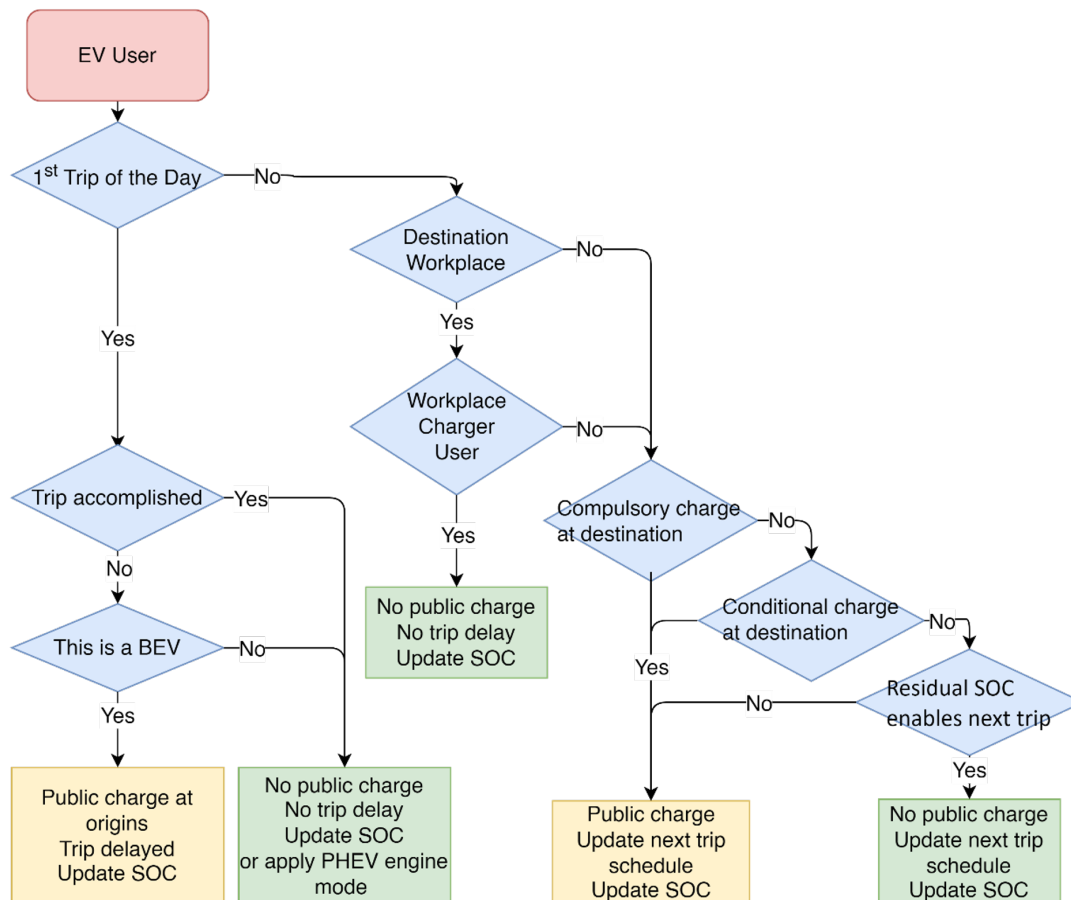 EV User
1st Trip of the Day
No
Destination
Workplace
No
Yes
Yes
Workplace
Charger
User
No
Trip accomplished
Yes
Compulsory charge
at destination
No
Yes
No
No public charge
No trip delay
Update SOC
Conditional charge
at destination
No
This is a BEV
No
Yes
Residual SOC
enables next trip
No
Yes
Yes
Public charge at
origins
Trip delayed
Update SOC
No public charge
No trip delay
Update SOC
or apply PHEV engine
mode
Public charge
Update next trip
schedule
Update SOC
No public charge
Update next trip
schedule
Update SOC